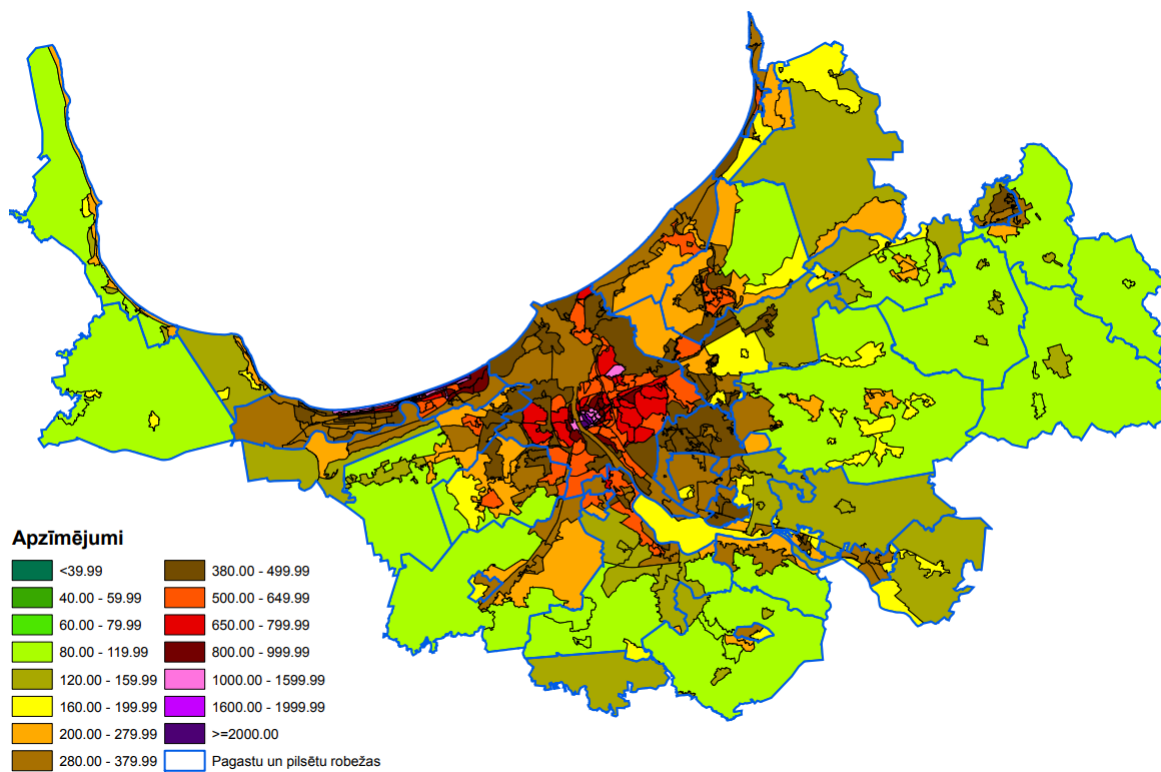 Apzīmējumi
<39.99
40.00 - 59.99
60.00 - 79.99
80.00 - 119.99
120.00 - 159.99
160.00 - 199.99
200.00 - 279.99
280.00 - 379.99
380.00 - 499.99
500.00 - 649.99
650.00 - 799.99
800.00 - 999.99
1000.00 - 1599.99
1600.00 - 1999.99
>=2000.00
Pagastu un pilsētu robežas